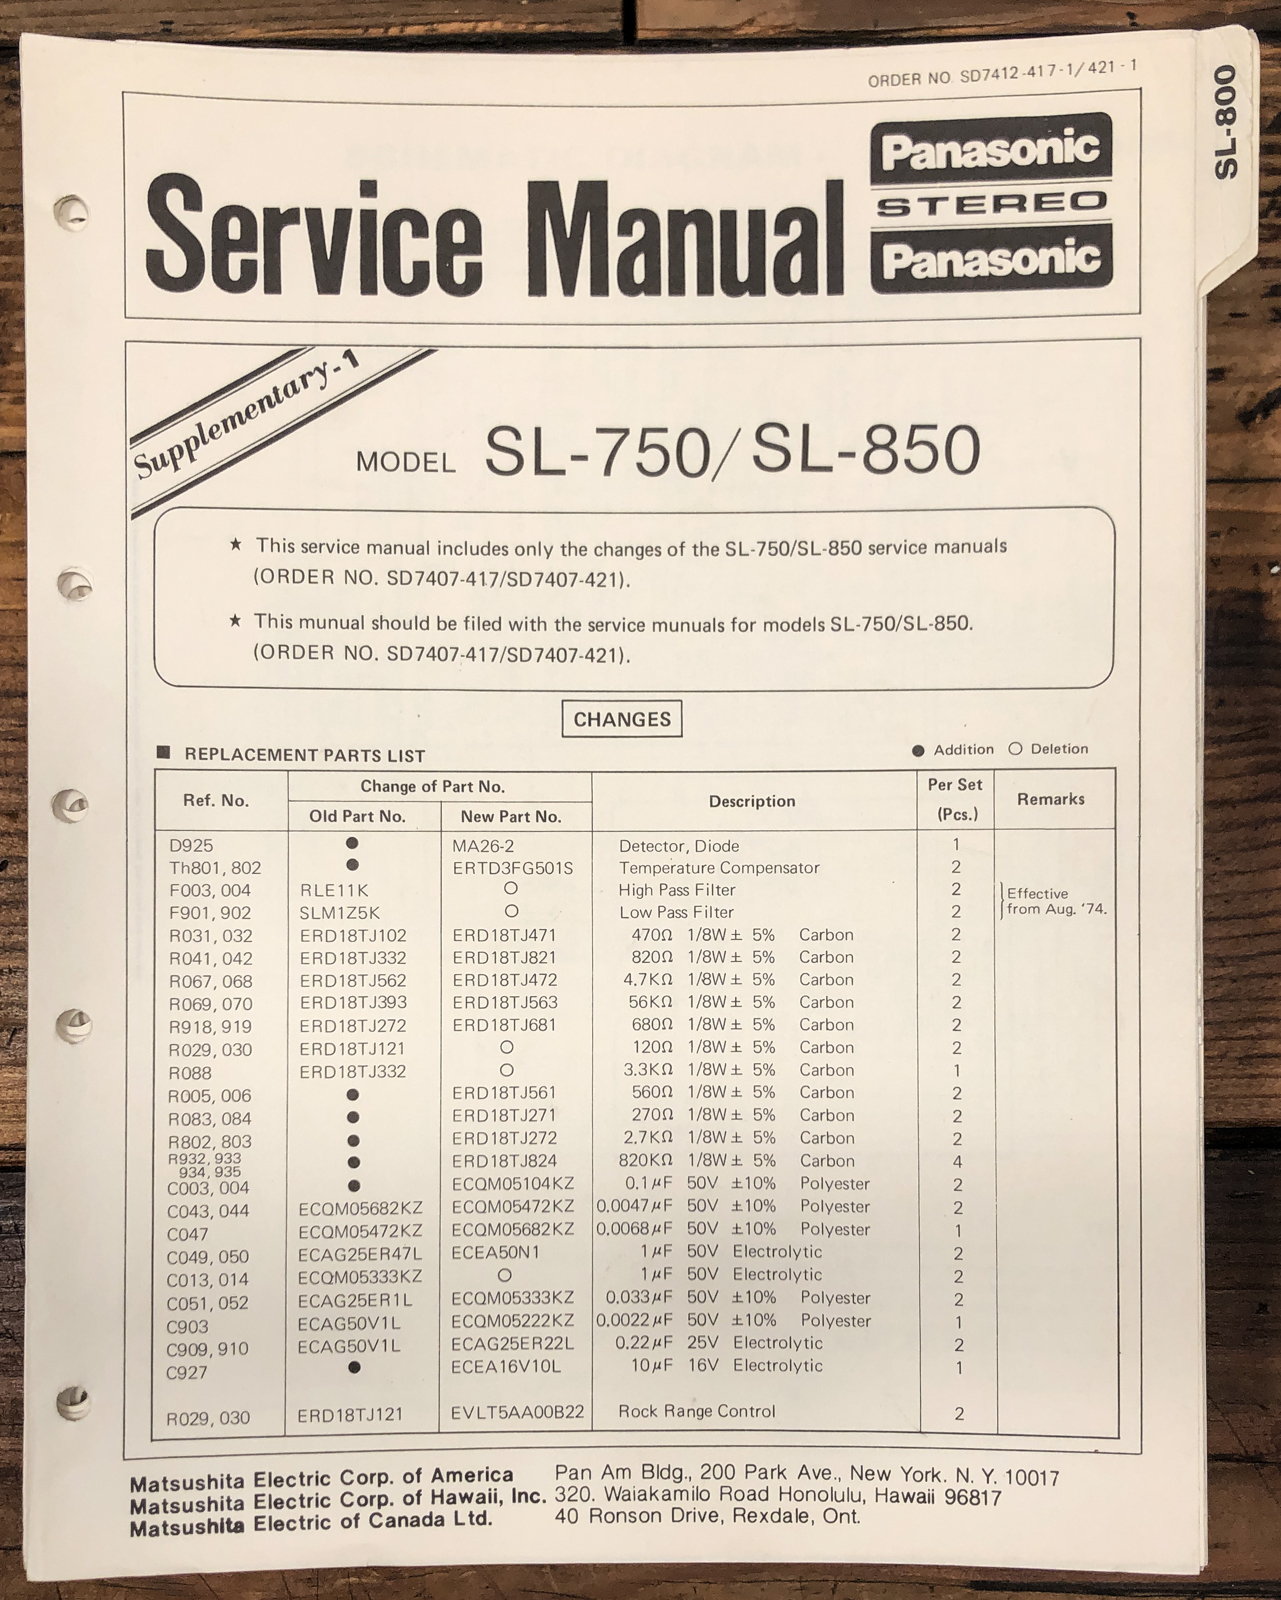 ORDER NO. SD7412-417-1/421-1
SL-800
Service Manual
Panasonic
STEREO
Panasonic
Supplementary-1
MODEL SL-750/SL-850
★ This service manual includes only the changes of the SL-750/SL-850 service manuals
(ORDER NO. SD7407-417/SD7407-421).
★ This munual should be filed with the service munuals for models SL-750/SL-850.
(ORDER NO. SD7407-417/SD7407-421).
CHANGES
■ REPLACEMENT PARTS LIST ● Addition ○ Deletion
Ref. No. Change of Part No. Description Per Set (Pcs.) Remarks
Old Part No. New Part No.
D925 ● MA26-2 Detector, Diode 1
Th801, 802 ● ERTD3FG501S Temperature Compensator 2
F003, 004 RLE11K ○ High Pass Filter 2 Effective
F901, 902 SLM1Z5K ○ Low Pass Filter 2 from Aug. '74.
R031, 032 ERD18TJ102 ERD18TJ471 470Ω 1/8W ± 5% Carbon 2
R041, 042 ERD18TJ332 ERD18TJ821 820Ω 1/8W ± 5% Carbon 2
R067, 068 ERD18TJ562 ERD18TJ472 4.7KΩ 1/8W ± 5% Carbon 2
R069, 070 ERD18TJ393 ERD18TJ563 56KΩ 1/8W ± 5% Carbon 2
R918, 919 ERD18TJ272 ERD18TJ681 680Ω 1/8W ± 5% Carbon 2
R029, 030 ERD18TJ121 ○ 120Ω 1/8W ± 5% Carbon 2
R088 ERD18TJ332 ○ 3.3KΩ 1/8W ± 5% Carbon 1
R005, 006 ● ERD18TJ561 560Ω 1/8W ± 5% Carbon 2
R083, 084 ● ERD18TJ271 270Ω 1/8W ± 5% Carbon 2
R802, 803 ● ERD18TJ272 2.7KΩ 1/8W ± 5% Carbon 2
R932, 933
934, 935 ● ERD18TJ824 820KΩ 1/8W ± 5% Carbon 4
C003, 004 ● ECQM05104KZ 0.1μF 50V ±10% Polyester 2
C043, 044 ECQM05682KZ ECQM05472KZ 0.0047μF 50V ±10% Polyester 2
C047 ECQM05472KZ ECQM05682KZ 0.0068μF 50V ±10% Polyester 1
C049, 050 ECAG25ER47L ECEA50N1 1μF 50V Electrolytic 2
C013, 014 ECQM05333KZ ○ 1μF 50V Electrolytic 2
C051, 052 ECAG25ER1L ECQM05333KZ 0.033μF 50V ±10% Polyester 2
C903 ECAG50V1L ECQM05222KZ 0.0022μF 50V ±10% Polyester 1
C909, 910 ECAG50V1L ECAG25ER22L 0.22μF 25V Electrolytic 2
C927 ● ECEA16V10L 10μF 16V Electrolytic 1
R029, 030 ERD18TJ121 EVLT5AA00B22 Rock Range Control 2
Matsushita Electric Corp. of America Pan Am Bldg., 200 Park Ave., New York. N. Y. 10017
Matsushita Electric Corp. of Hawaii, Inc. 320. Waiakamilo Road Honolulu, Hawaii 96817
Matsushita Electric of Canada Ltd. 40 Ronson Drive, Rexdale, Ont.